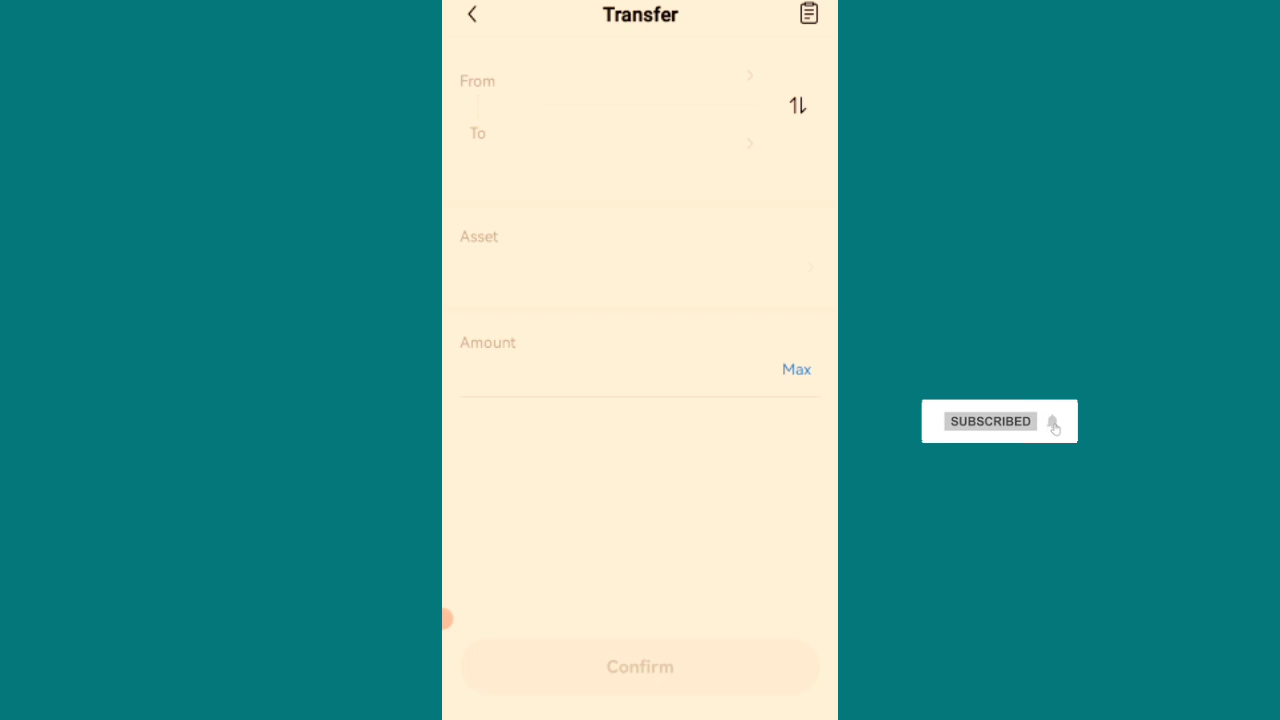 Transfer
From
To
Asset
Amount
Max
SUBSCRIBED
Confirm